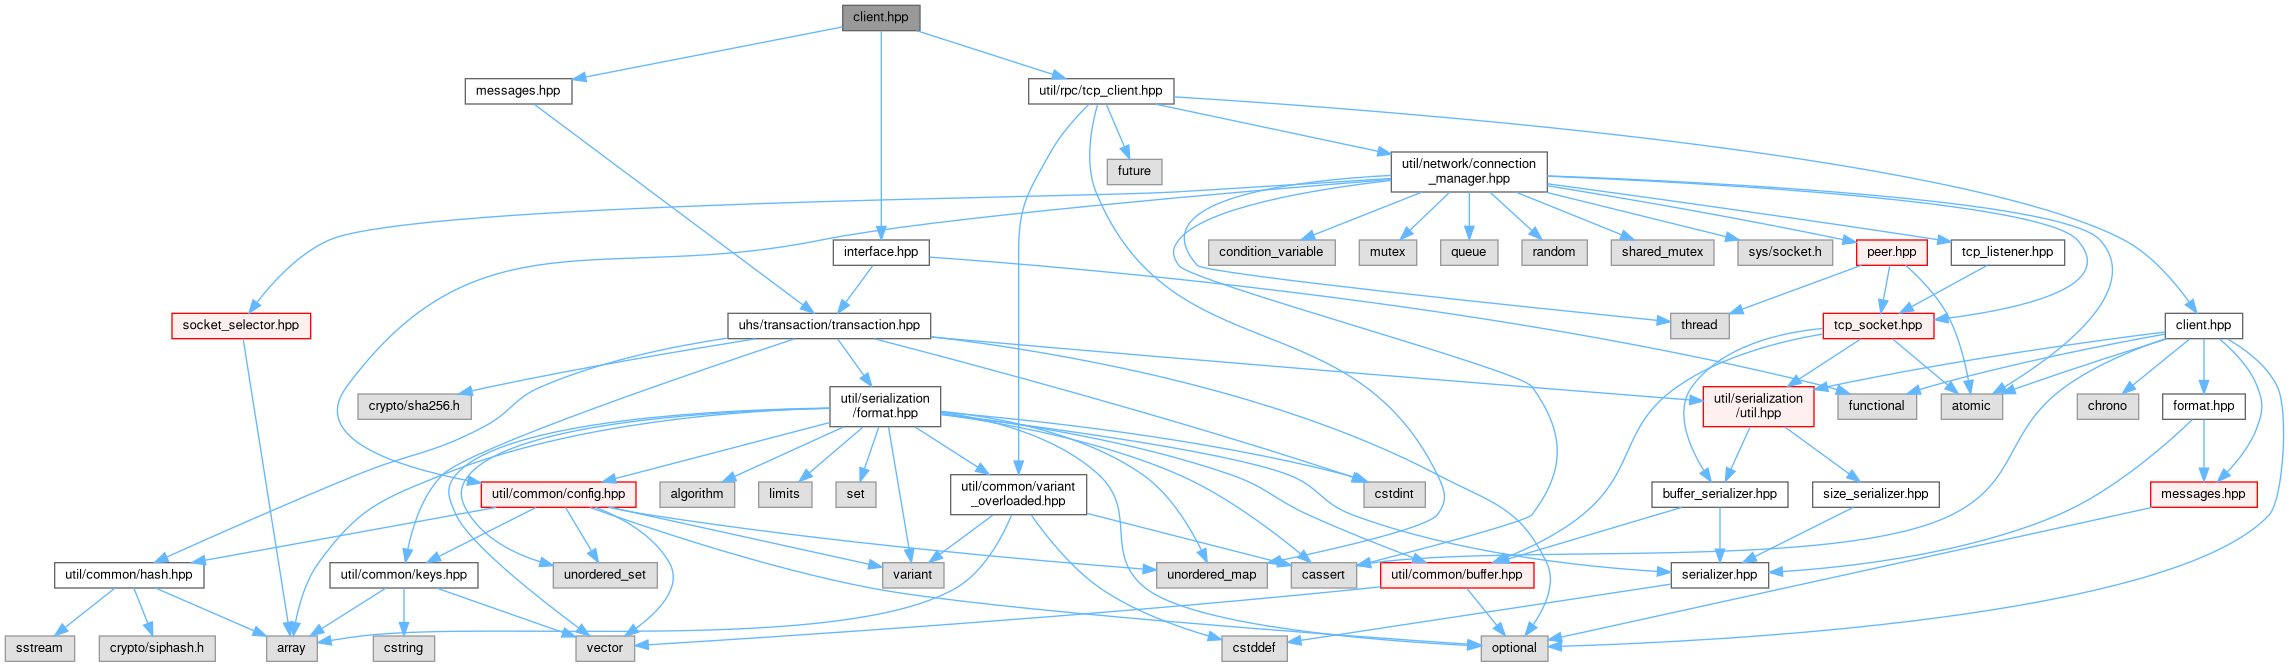 client.hpp
messages.hpp
util/rpc/tcp_client.hpp
future
util/network/connection
_manager.hpp
interface.hpp
condition_variable
mutex
queue
random
shared_mutex
sys/socket.h
peer.hpp
tcp_listener.hpp
socket_selector.hpp
uhs/transaction/transaction.hpp
thread
tcp_socket.hpp
client.hpp
crypto/sha256.h
util/serialization
/format.hpp
util/serialization
/util.hpp
functional
atomic
chrono
format.hpp
util/common/config.hpp
algorithm
limits
set
util/common/variant
_overloaded.hpp
cstdint
buffer_serializer.hpp
size_serializer.hpp
messages.hpp
util/common/hash.hpp
util/common/keys.hpp
unordered_set
variant
unordered_map
cassert
util/common/buffer.hpp
serializer.hpp
sstream
crypto/siphash.h
array
cstring
vector
cstddef
optional